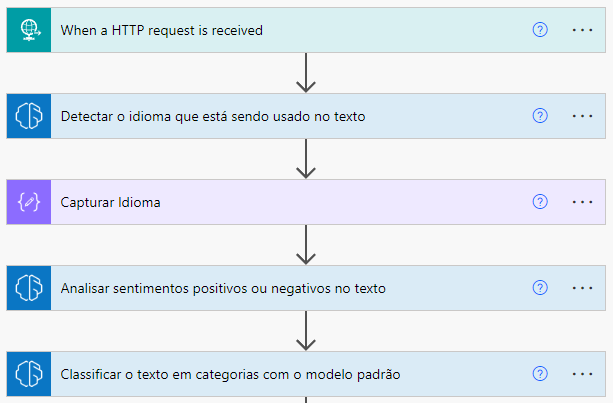 When a HTTP request is received
Detectar o idioma que está sendo usado no texto
Capturar Idioma
Analisar sentimentos positivos ou negativos no texto
Classificar o texto em categorias com o modelo padrão